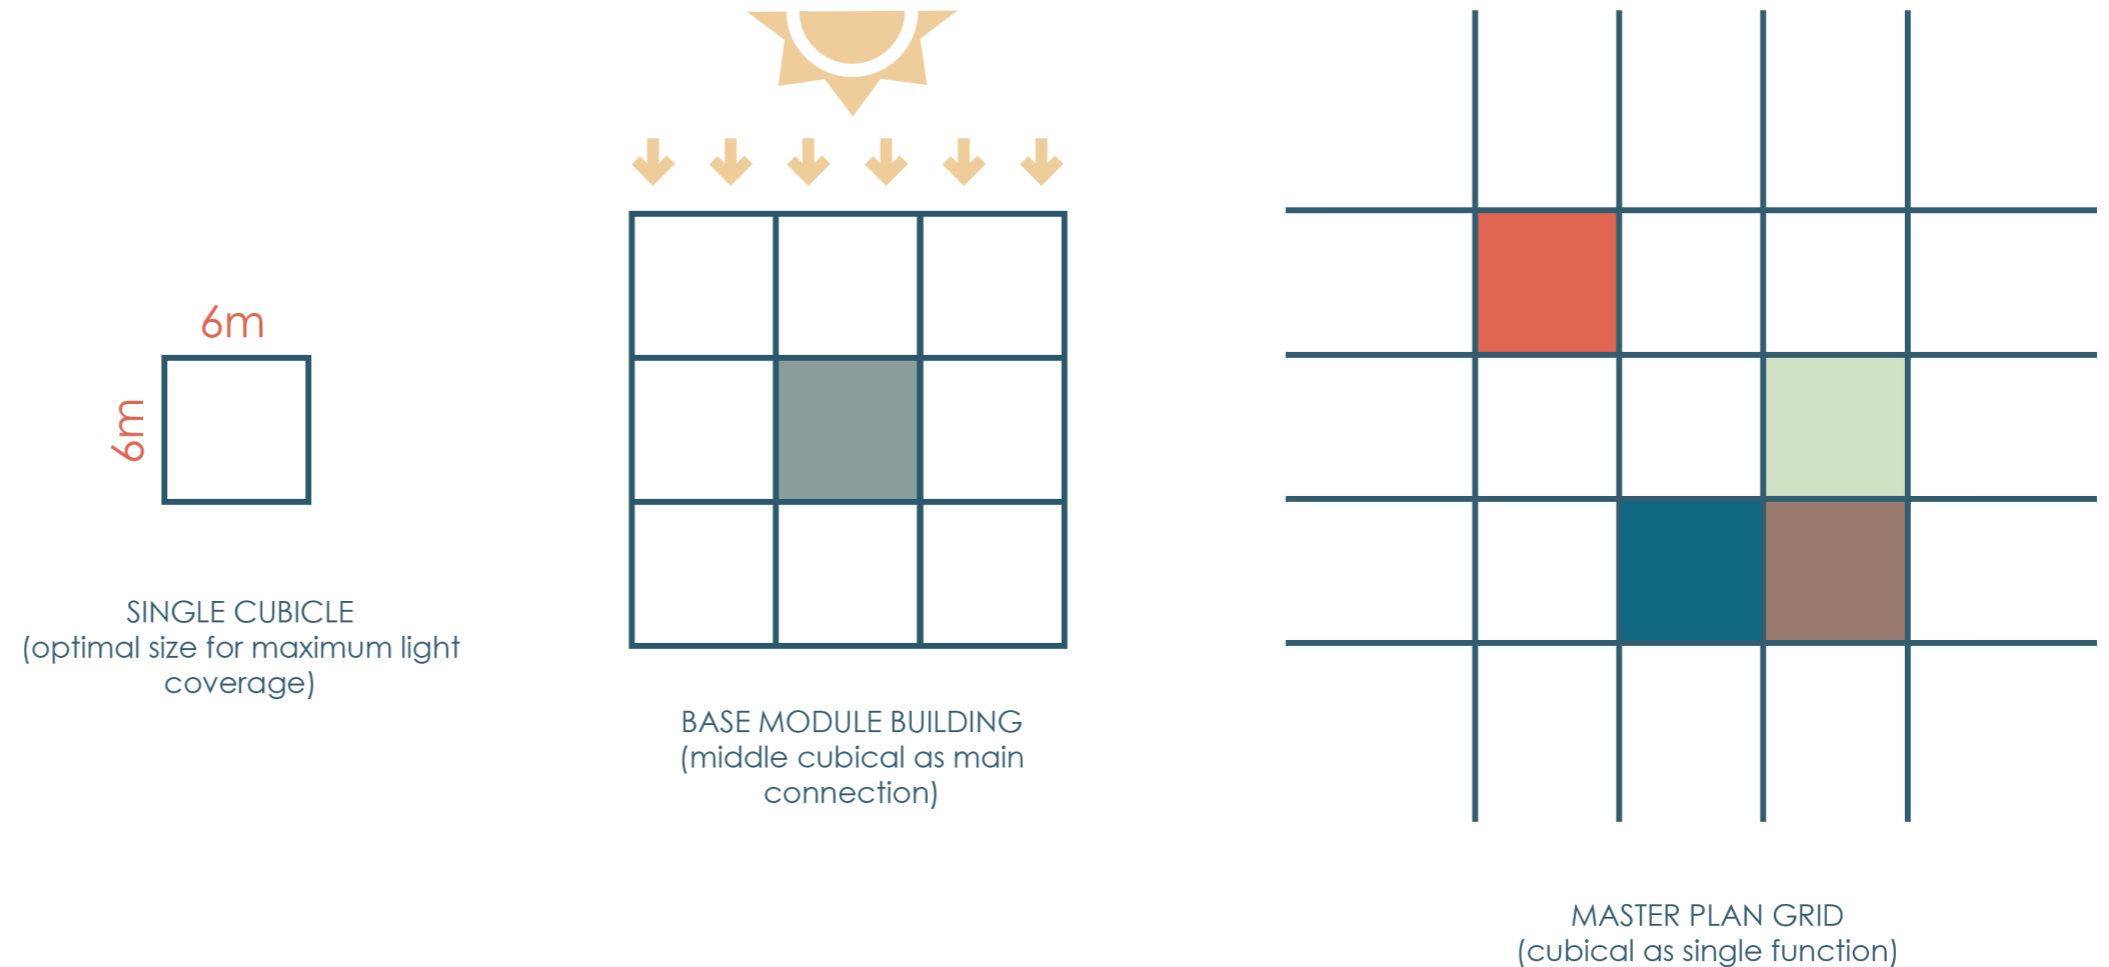 6m
6m
SINGLE CUBICLE
(optimal size for maximum light
coverage)
BASE MODULE BUILDING
(middle cubical as main
connection)
MASTER PLAN GRID
(cubical as single function)